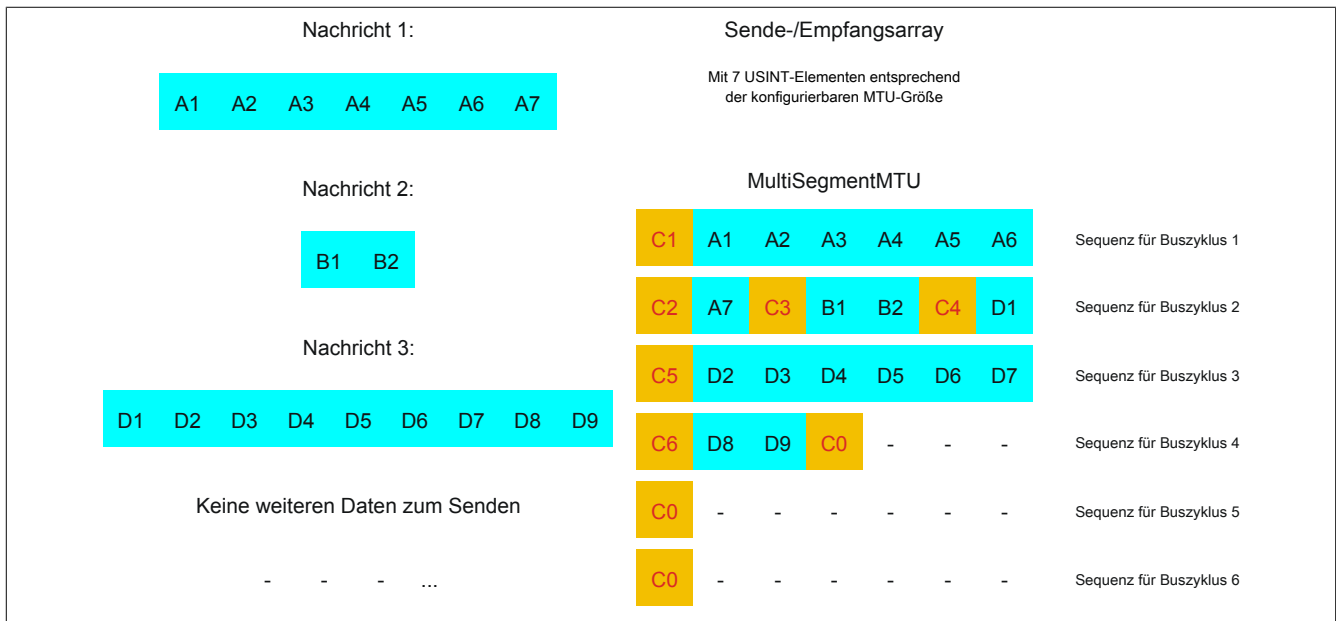 Nachricht 1:
A1 A2 A3 A4 A5 A6 A7
Nachricht 2:
B1 B2
Nachricht 3:
D1 D2 D3 D4 D5 D6 D7 D8 D9
Keine weiteren Daten zum Senden
- - - ...
Sende-/Empfangsarray
Mit 7 USINT-Elementen entsprechend
der konfigurierbaren MTU-Größe
MultiSegmentMTU
C1 A1 A2 A3 A4 A5 A6 Sequenz für Buszyklus 1
C2 A7 C3 B1 B2 C4 D1 Sequenz für Buszyklus 2
C5 D2 D3 D4 D5 D6 D7 Sequenz für Buszyklus 3
C6 D8 D9 C0 - - - Sequenz für Buszyklus 4
C0 - - - - - - Sequenz für Buszyklus 5
C0 - - - - - - Sequenz für Buszyklus 6